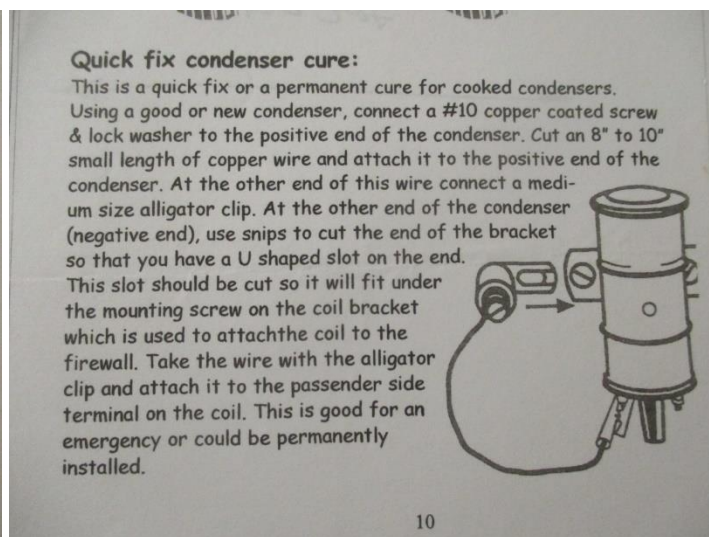 Quick fix condenser cure:
This is a quick fix or a permanent cure for cooked condensers.
Using a good or new condenser, connect a #10 copper coated screw
& lock washer to the positive end of the condenser. Cut an 8" to 10"
small length of copper wire and attach it to the positive end of the
condenser. At the other end of this wire connect a medi-
um size alligator clip. At the other end of the condenser
(negative end), use snips to cut the end of the bracket
so that you have a U shaped slot on the end.
This slot should be cut so it will fit under
the mounting screw on the coil bracket
which is used to attachthe coil to the
firewall. Take the wire with the alligator
clip and attach it to the passender side
terminal on the coil. This is good for an
emergency or could be permanently
installed.
10